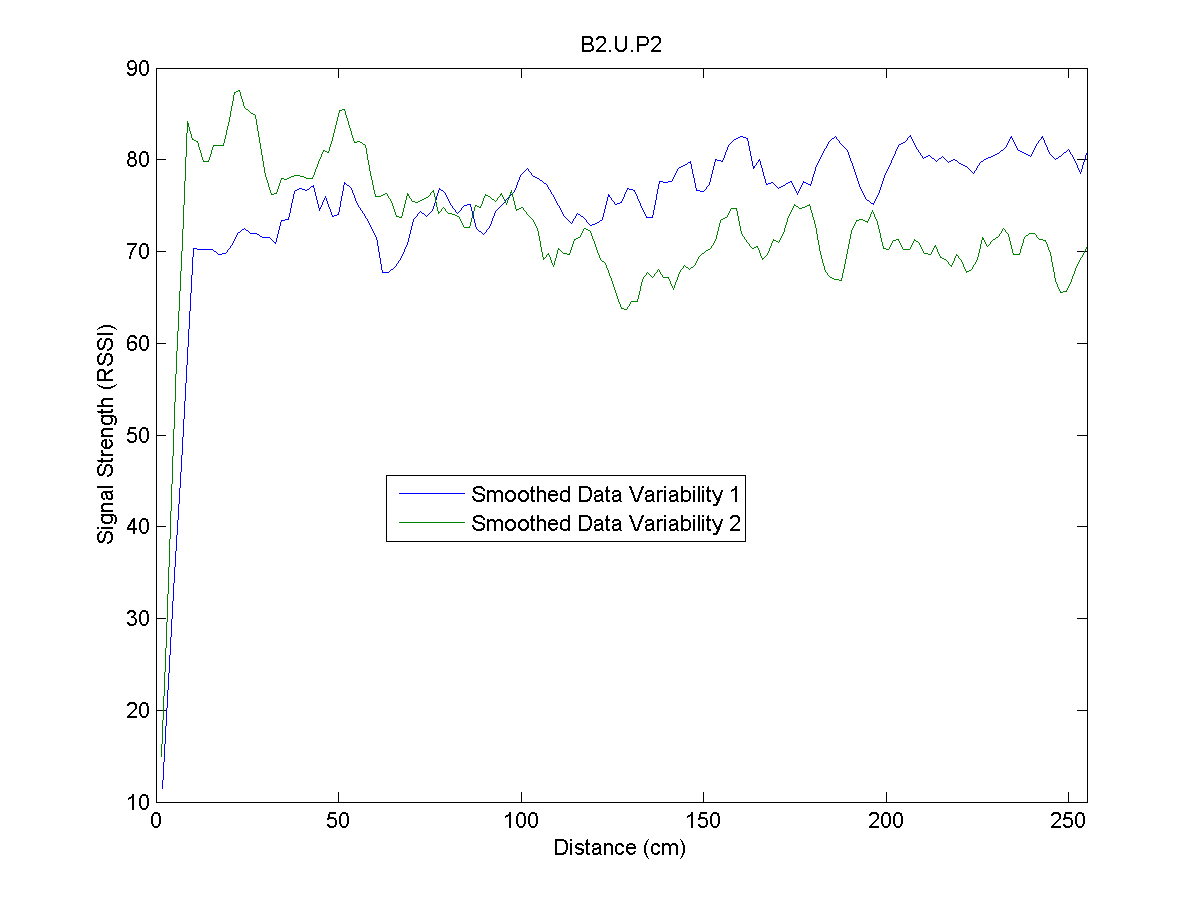 B2.U.P2
90
80
70
60
50
40
30
20
10
Signal Strength (RSSI)
Smoothed Data Variability 1
Smoothed Data Variability 2
0 50 100 150 200 250
Distance (cm)